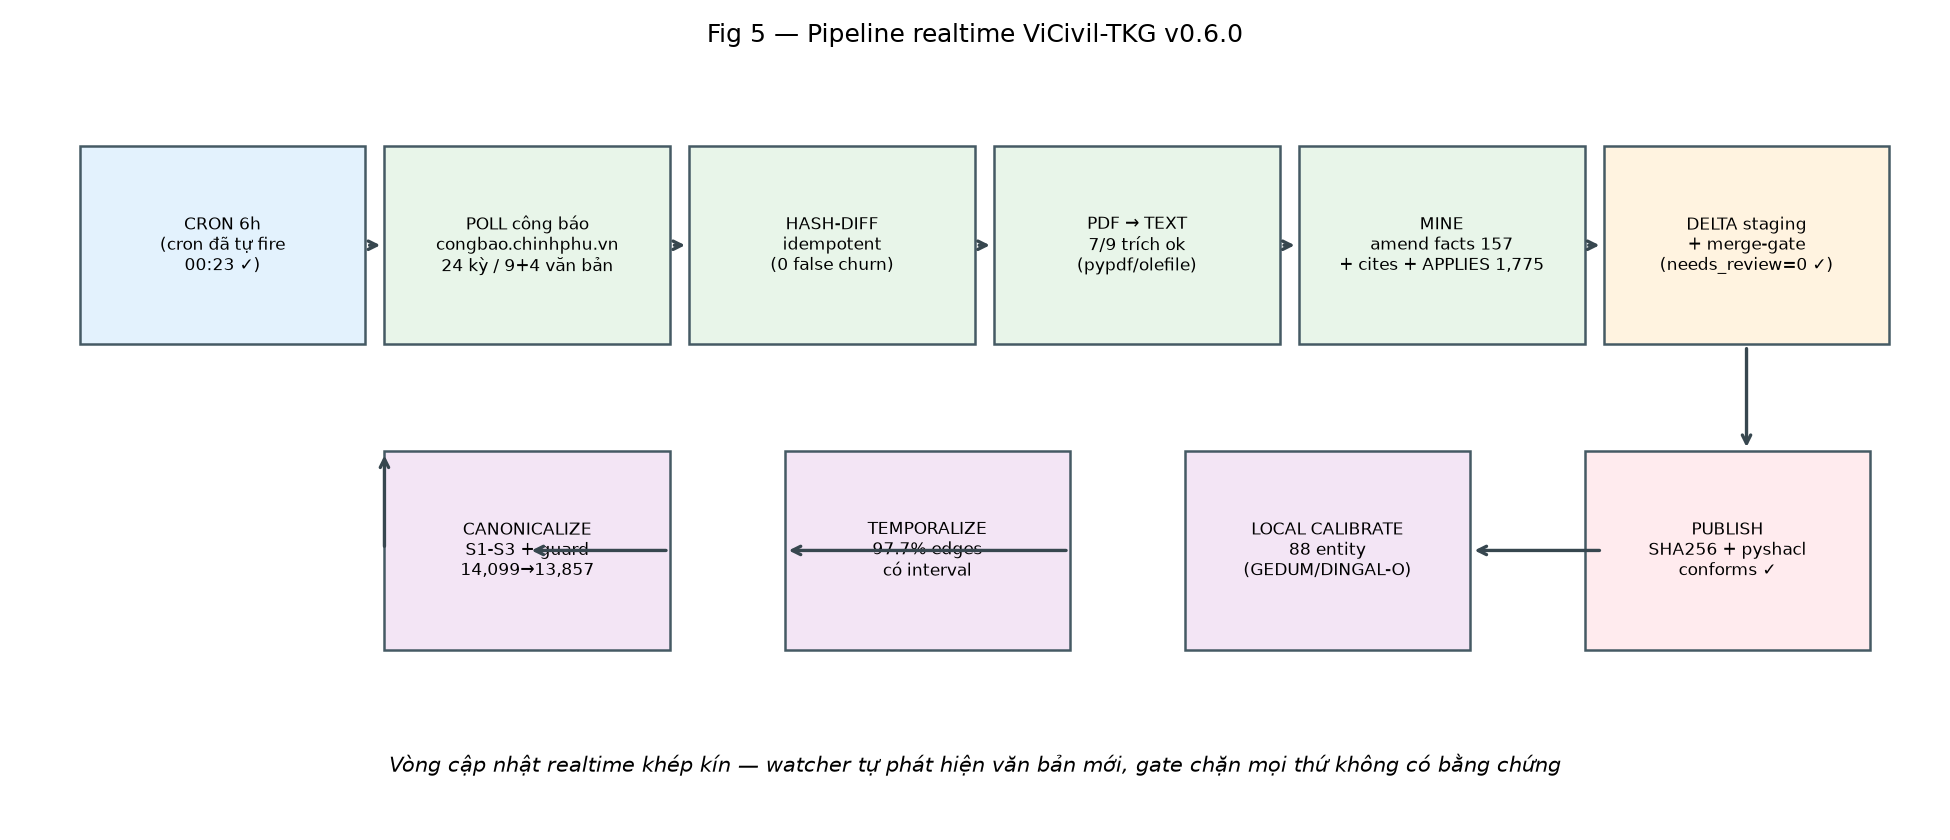 Fig 5 — Pipeline realtime ViCivil-TKG v0.6.0
CRON 6h
(cron đã tự fire
00:23 ✓)
POLL công báo
congbao.chinhphu.vn
24 kỳ / 9+4 văn bản
HASH-DIFF
idempotent
(0 false churn)
PDF → TEXT
7/9 trích ok
(pypdf/olefile)
MINE
amend facts 157
+ cites + APPLIES 1,775
DELTA staging
+ merge-gate
(needs_review=0 ✓)
CANONICALIZE
S1-S3 + guard
14,099→13,857
TEMPORALIZE
97.7% edges
có interval
LOCAL CALIBRATE
88 entity
(GEDUM/DINGAL-O)
PUBLISH
SHA256 + pyshacl
conforms ✓
Vòng cập nhật realtime khép kín — watcher tự phát hiện văn bản mới, gate chặn mọi thứ không có bằng chứng